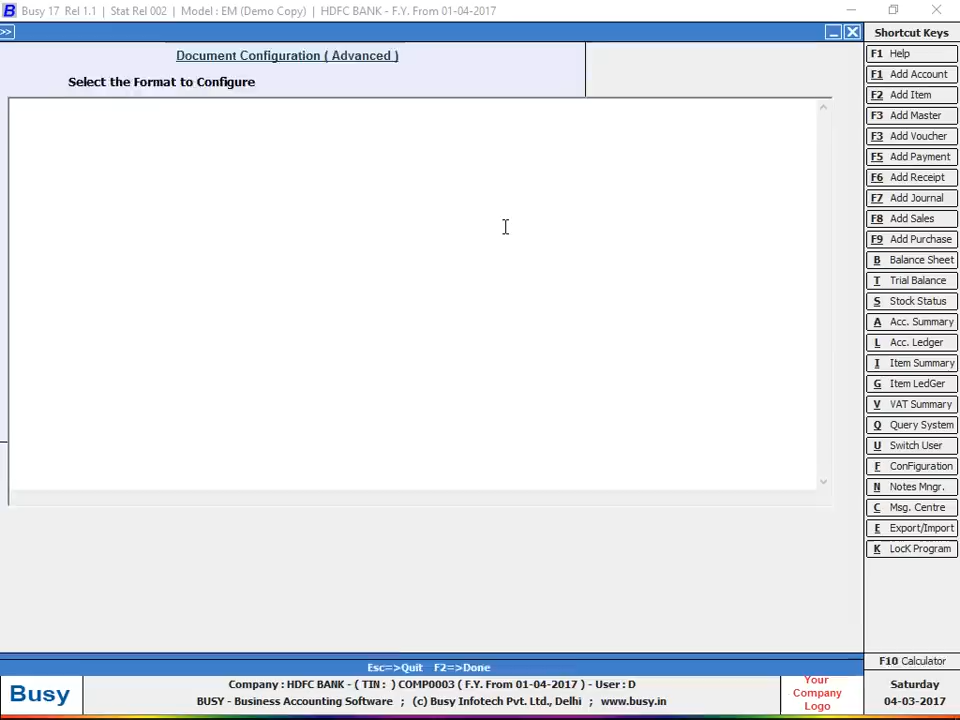 Busy 17 Rel 1.1 | Stat Rel 002 | Model : EM (Demo Copy) | HDFC BANK - F.Y. From 01-04-2017
>>
Document Configuration ( Advanced )
Select the Format to Configure
Shortcut Keys
F1 Help
F1 Add Account
F2 Add Item
F3 Add Master
F3 Add Voucher
F5 Add Payment
F6 Add Receipt
F7 Add Journal
F8 Add Sales
F9 Add Purchase
B Balance Sheet
T Trial Balance
S Stock Status
A Acc. Summary
L Acc. Ledger
I Item Summary
G Item LedGer
V VAT Summary
Q Query System
U Switch User
F ConFiguration
N Notes Mngr.
C Msg. Centre
E Export/Import
K LocK Program
F10 Calculator
Esc=>Quit F2=>Done
Busy
Company : HDFC BANK - ( TIN : ) COMP0003 ( F.Y. From 01-04-2017 ) - User : D
BUSY - Business Accounting Software ; (c) Busy Infotech Pvt. Ltd., Delhi ; www.busy.in
Your
Company
Logo
Saturday
04-03-2017